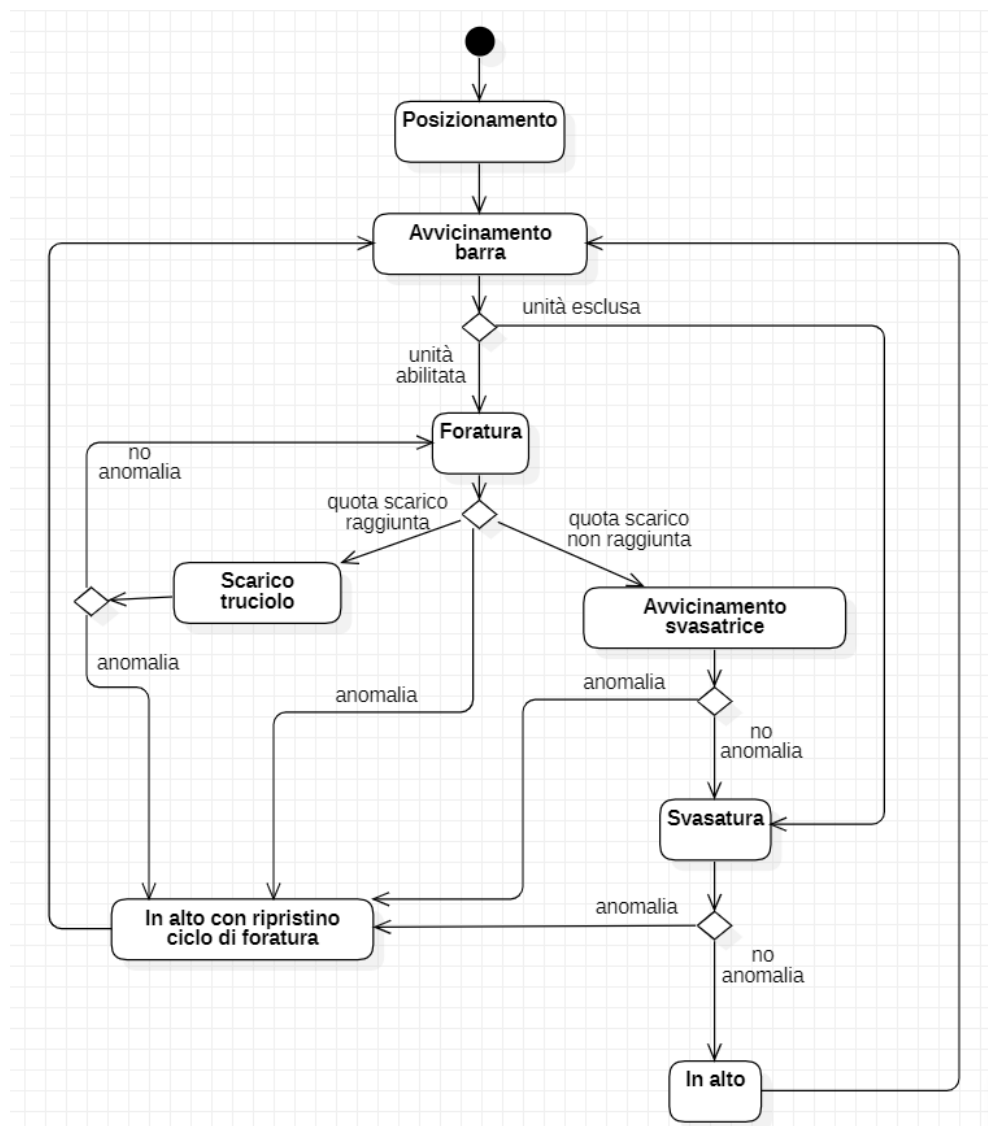 Posizionamento
Avvicinamento
barra
unità esclusa
unità
abilitata
Foratura
no
anomalia
quota scarico
raggiunta
quota scarico
non raggiunta
Scarico
truciolo
Avvicinamento
svasatrice
anomalia
anomalia
anomalia
no
anomalia
Svasatura
In alto con ripristino
ciclo di foratura
anomalia
no
anomalia
In alto